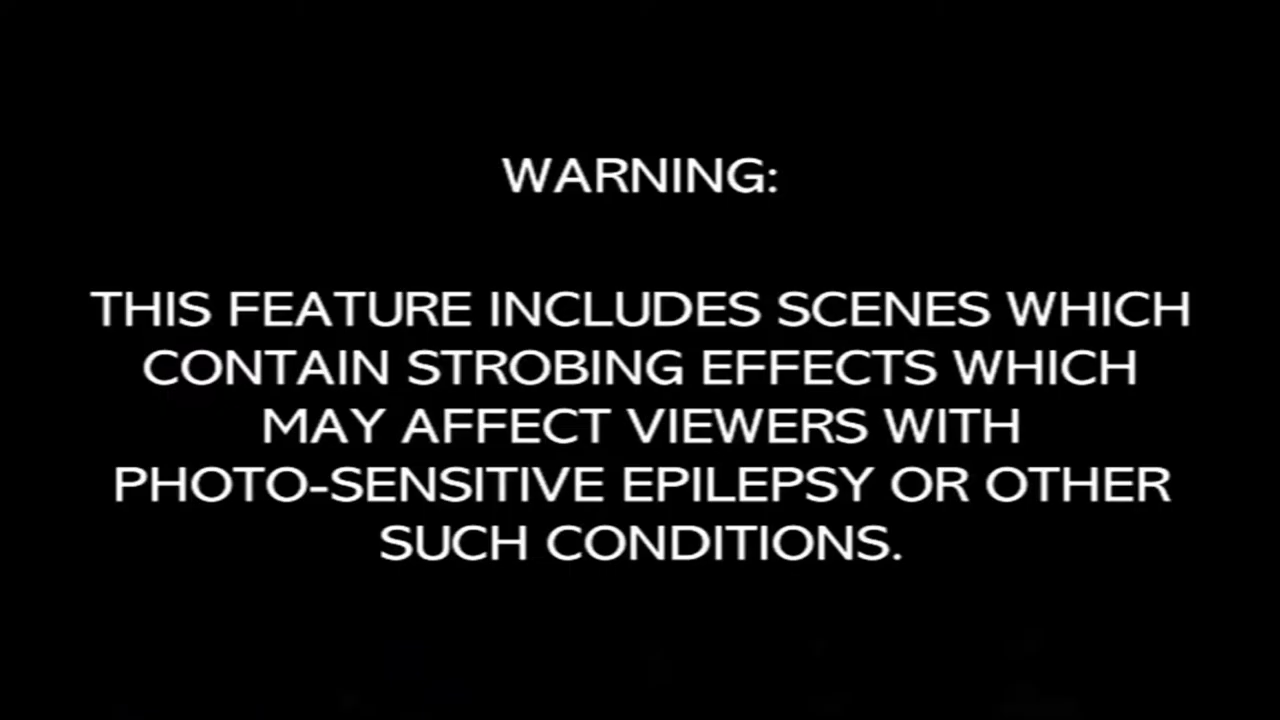 WARNING:
THIS FEATURE INCLUDES SCENES WHICH
CONTAIN STROBING EFFECTS WHICH
MAY AFFECT VIEWERS WITH
PHOTO-SENSITIVE EPILEPSY OR OTHER
SUCH CONDITIONS.